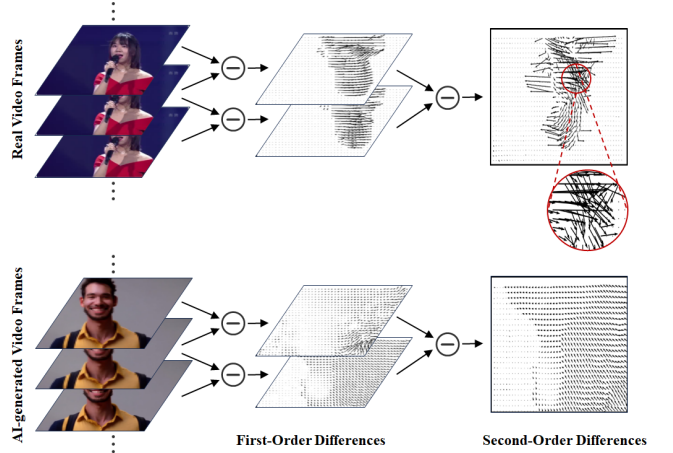 Real Video Frames
AI-generated Video Frames
First-Order Differences
Second-Order Differences